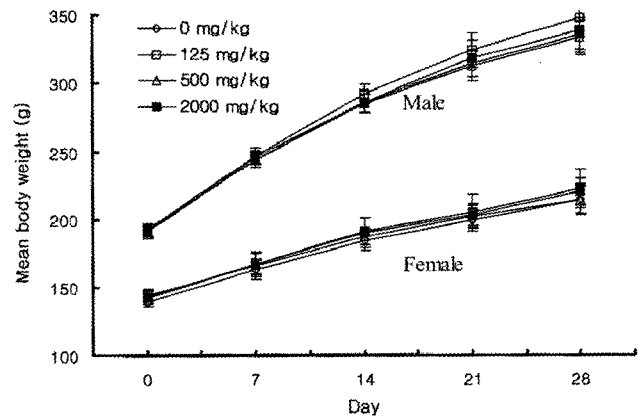 0 mg/kg
125 mg/kg
500 mg/kg
2000 mg/kg
Male
Female
Mean body weight (g)
350
300
250
200
150
100
0 7 14 21 28
Day